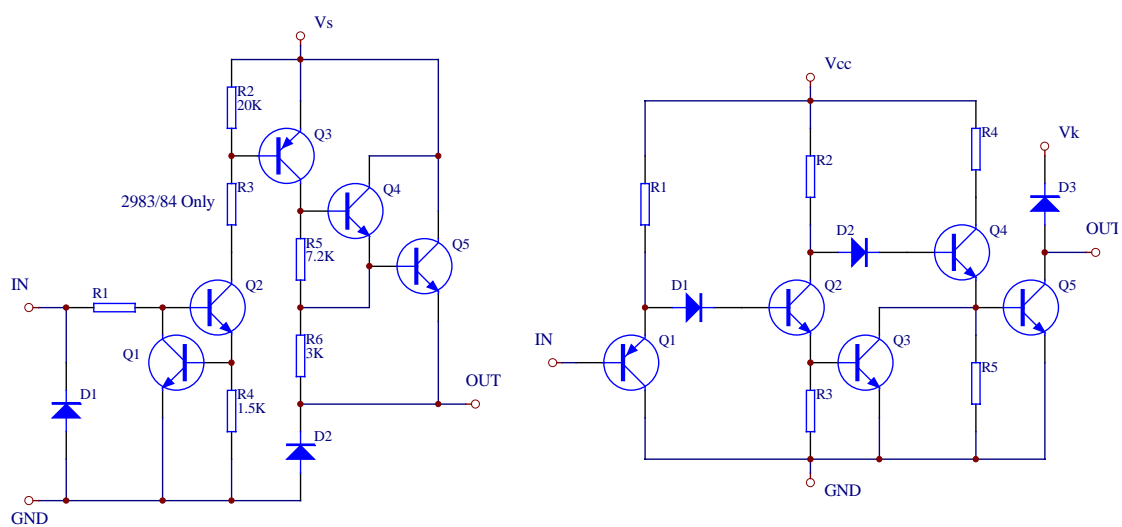 Vs
R2
20K
Q3
R3
2983/84 Only
Q4
R5
7.2K
Q5
IN
R1
Q2
Q1
R6
3K
R4
1.5K
D1
OUT
D2
GND
Vcc
Vk
R4
R2
R1
D3
D2
Q4
OUT
D1
Q2
Q5
IN
Q1
Q3
R3
R5
GND